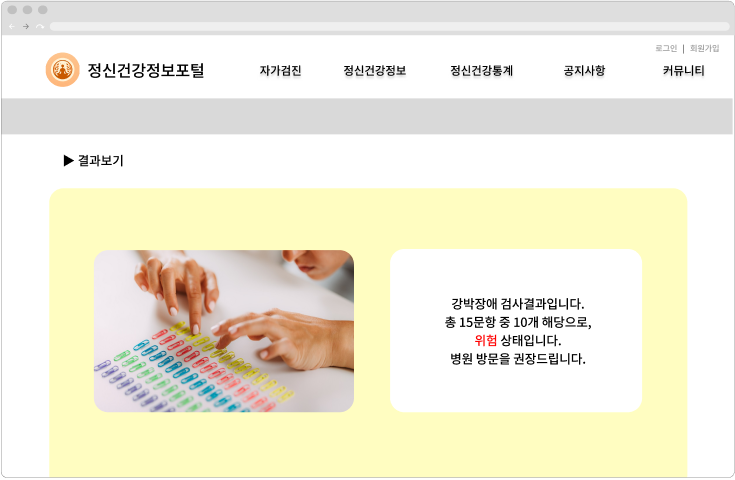 로그인 | 회원가입
정신건강정보포털 자가검진 정신건강정보 정신건강통계 공지사항 커뮤니티
▶ 결과보기
강박장애 검사결과입니다.
총 15문항 중 10개 해당으로,
위험 상태입니다.
병원 방문을 권장드립니다.